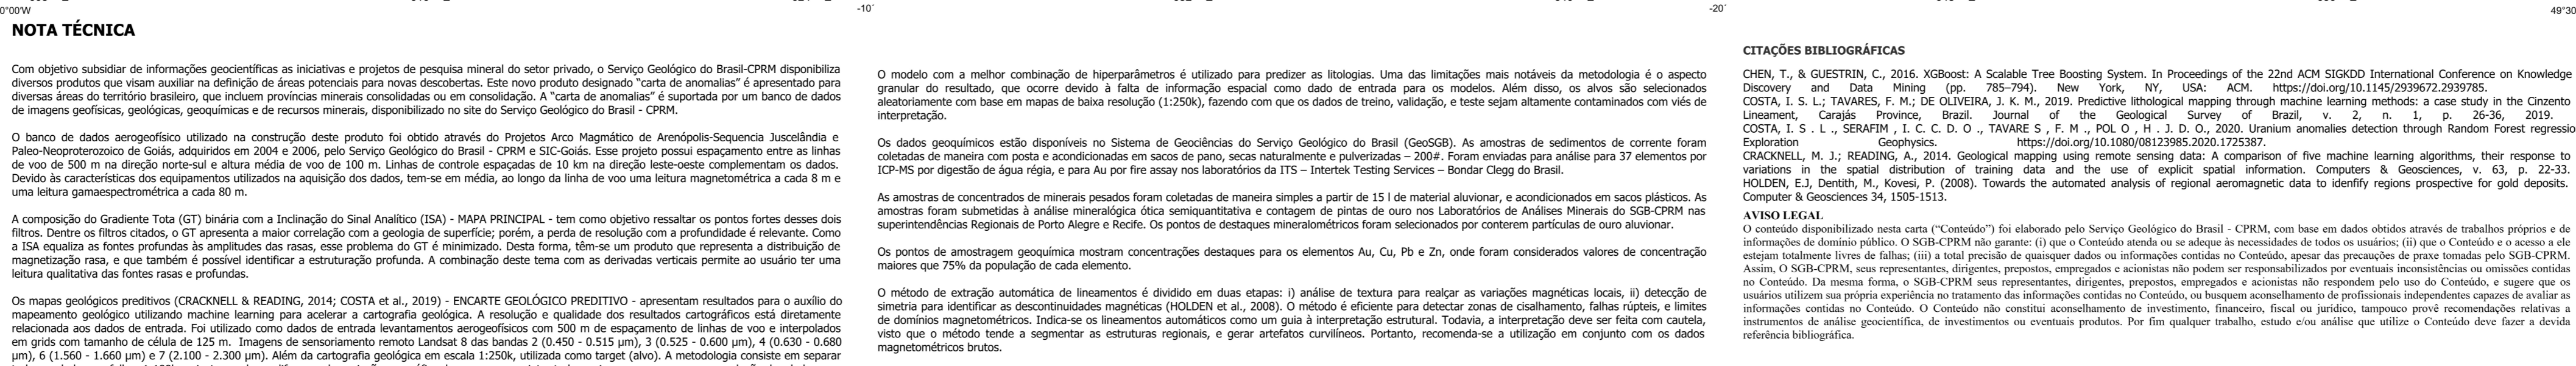 0°00'W
-10´
-20´
49°30
NOTA TÉCNICA
Com objetivo subsidiar de informações geocientíficas as iniciativas e projetos de pesquisa mineral do setor privado, o Serviço Geológico do Brasil-CPRM disponibiliza
diversos produtos que visam auxiliar na definição de áreas potenciais para novas descobertas. Este novo produto designado “carta de anomalias” é apresentado para
diversas áreas do território brasileiro, que incluem províncias minerais consolidadas ou em consolidação. A “carta de anomalias” é suportada por um banco de dados
de imagens geofísicas, geológicas, geoquímicas e de recursos minerais, disponibilizado no site do Serviço Geológico do Brasil - CPRM.
O banco de dados aerogeofísico utilizado na construção deste produto foi obtido através do Projetos Arco Magmático de Arenópolis-Sequencia Juscelândia e
Paleo-Neoproterozoico de Goiás, adquiridos em 2004 e 2006, pelo Serviço Geológico do Brasil - CPRM e SIC-Goiás. Esse projeto possui espaçamento entre as linhas
de voo de 500 m na direção norte-sul e altura média de voo de 100 m. Linhas de controle espaçadas de 10 km na direção leste-oeste complementam os dados.
Devido às características dos equipamentos utilizados na aquisição dos dados, tem-se em média, ao longo da linha de voo uma leitura magnetométrica a cada 8 m e
uma leitura gamaespectrométrica a cada 80 m.
A composição do Gradiente Tota (GT) binária com a Inclinação do Sinal Analítico (ISA) - MAPA PRINCIPAL - tem como objetivo ressaltar os pontos fortes desses dois
filtros. Dentre os filtros citados, o GT apresenta a maior correlação com a geologia de superfície; porém, a perda de resolução com a profundidade é relevante. Como
a ISA equaliza as fontes profundas às amplitudes das rasas, esse problema do GT é minimizado. Desta forma, têm-se um produto que representa a distribuição de
magnetização rasa, e que também é possível identificar a estruturação profunda. A combinação deste tema com as derivadas verticais permite ao usuário ter uma
leitura qualitativa das fontes rasas e profundas.
Os mapas geológicos preditivos (CRACKNELL & READING, 2014; COSTA et al., 2019) - ENCARTE GEOLÓGICO PREDITIVO - apresentam resultados para o auxílio do
mapeamento geológico utilizando machine learning para acelerar a cartografia geológica. A resolução e qualidade dos resultados cartográficos está diretamente
relacionada aos dados de entrada. Foi utilizado como dados de entrada levantamentos aerogeofísicos com 500 m de espaçamento de linhas de voo e interpolados
em grids com tamanho de célula de 125 m. Imagens de sensoriamento remoto Landsat 8 das bandas 2 (0.450 - 0.515 µm), 3 (0.525 - 0.600 µm), 4 (0.630 - 0.680
µm), 6 (1.560 - 1.660 µm) e 7 (2.100 - 2.300 µm). Além da cartografia geológica em escala 1:250k, utilizada como target (alvo). A metodologia consiste em separar
O modelo com a melhor combinação de hiperparâmetros é utilizado para predizer as litologias. Uma das limitações mais notáveis da metodologia é o aspecto
granular do resultado, que ocorre devido à falta de informação espacial como dado de entrada para os modelos. Além disso, os alvos são selecionados
aleatoriamente com base em mapas de baixa resolução (1:250k), fazendo com que os dados de treino, validação, e teste sejam altamente contaminados com viés de
interpretação.
Os dados geoquímicos estão disponíveis no Sistema de Geociências do Serviço Geológico do Brasil (GeoSGB). As amostras de sedimentos de corrente foram
coletadas de maneira com posta e acondicionadas em sacos de pano, secas naturalmente e pulverizadas – 200#. Foram enviadas para análise para 37 elementos por
ICP-MS por digestão de água régia, e para Au por fire assay nos laboratórios da ITS – Intertek Testing Services – Bondar Clegg do Brasil.
As amostras de concentrados de minerais pesados foram coletadas de maneira simples a partir de 15 l de material aluvionar, e acondicionados em sacos plásticos. As
amostras foram submetidas à análise mineralógica ótica semiquantitativa e contagem de pintas de ouro nos Laboratórios de Análises Minerais do SGB-CPRM nas
superintendências Regionais de Porto Alegre e Recife. Os pontos de destaques mineralométricos foram selecionados por conterem partículas de ouro aluvionar.
Os pontos de amostragem geoquímica mostram concentrações destaques para os elementos Au, Cu, Pb e Zn, onde foram considerados valores de concentração
maiores que 75% da população de cada elemento.
O método de extração automática de lineamentos é dividido em duas etapas: i) análise de textura para realçar as variações magnéticas locais, ii) detecção de
simetria para identificar as descontinuidades magnéticas (HOLDEN et al., 2008). O método é eficiente para detectar zonas de cisalhamento, falhas rúpteis, e limites
de domínios magnetométricos. Indica-se os lineamentos automáticos como um guia à interpretação estrutural. Todavia, a interpretação deve ser feita com cautela,
visto que o método tende a segmentar as estruturas regionais, e gerar artefatos curvilíneos. Portanto, recomenda-se a utilização em conjunto com os dados
magnetométricos brutos.
CITAÇÕES BIBLIOGRÁFICAS
CHEN, T., & GUESTRIN, C., 2016. XGBoost: A Scalable Tree Boosting System. In Proceedings of the 22nd ACM SIGKDD International Conference on Knowledge
Discovery and Data Mining (pp. 785–794). New York, NY, USA: ACM. https://doi.org/10.1145/2939672.2939785.
COSTA, I. S. L.; TAVARES, F. M.; DE OLIVEIRA, J. K. M., 2019. Predictive lithological mapping through machine learning methods: a case study in the Cinzento
Lineament, Carajás Province, Brazil. Journal of the Geological Survey of Brazil, v. 2, n. 1, p. 26-36, 2019.
COSTA, I. S . L ., SERAFIM , I. C. C. D. O ., TAVARE S , F. M ., POL O , H . J. D. O., 2020. Uranium anomalies detection through Random Forest regressio
Exploration Geophysics. https://doi.org/10.1080/08123985.2020.1725387.
CRACKNELL, M. J.; READING, A., 2014. Geological mapping using remote sensing data: A comparison of five machine learning algorithms, their response to
variations in the spatial distribution of training data and the use of explicit spatial information. Computers & Geosciences, v. 63, p. 22-33.
HOLDEN, E.J, Dentith, M., Kovesi, P. (2008). Towards the automated analysis of regional aeromagnetic data to idenfify regions prospective for gold deposits.
Computer & Geosciences 34, 1505-1513.
AVISO LEGAL
O conteúdo disponibilizado nesta carta (“Conteúdo”) foi elaborado pelo Serviço Geológico do Brasil - CPRM, com base em dados obtidos através de trabalhos próprios e de
informações de domínio público. O SGB-CPRM não garante: (i) que o Conteúdo atenda ou se adeque às necessidades de todos os usuários; (ii) que o Conteúdo e o acesso a ele
estejam totalmente livres de falhas; (iii) a total precisão de quaisquer dados ou informações contidas no Conteúdo, apesar das precauções de praxe tomadas pelo SGB-CPRM.
Assim, O SGB-CPRM, seus representantes, dirigentes, prepostos, empregados e acionistas não podem ser responsabilizados por eventuais inconsistências ou omissões contidas
no Conteúdo. Da mesma forma, o SGB-CPRM seus representantes, dirigentes, prepostos, empregados e acionistas não respondem pelo uso do Conteúdo, e sugere que os
usuários utilizem sua própria experiência no tratamento das informações contidas no Conteúdo, ou busquem aconselhamento de profissionais independentes capazes de avaliar as
informações contidas no Conteúdo. O Conteúdo não constitui aconselhamento de investimento, financeiro, fiscal ou jurídico, tampouco provê recomendações relativas a
instrumentos de análise geocientífica, de investimentos ou eventuais produtos. Por fim qualquer trabalho, estudo e/ou análise que utilize o Conteúdo deve fazer a devida
referência bibliográfica.